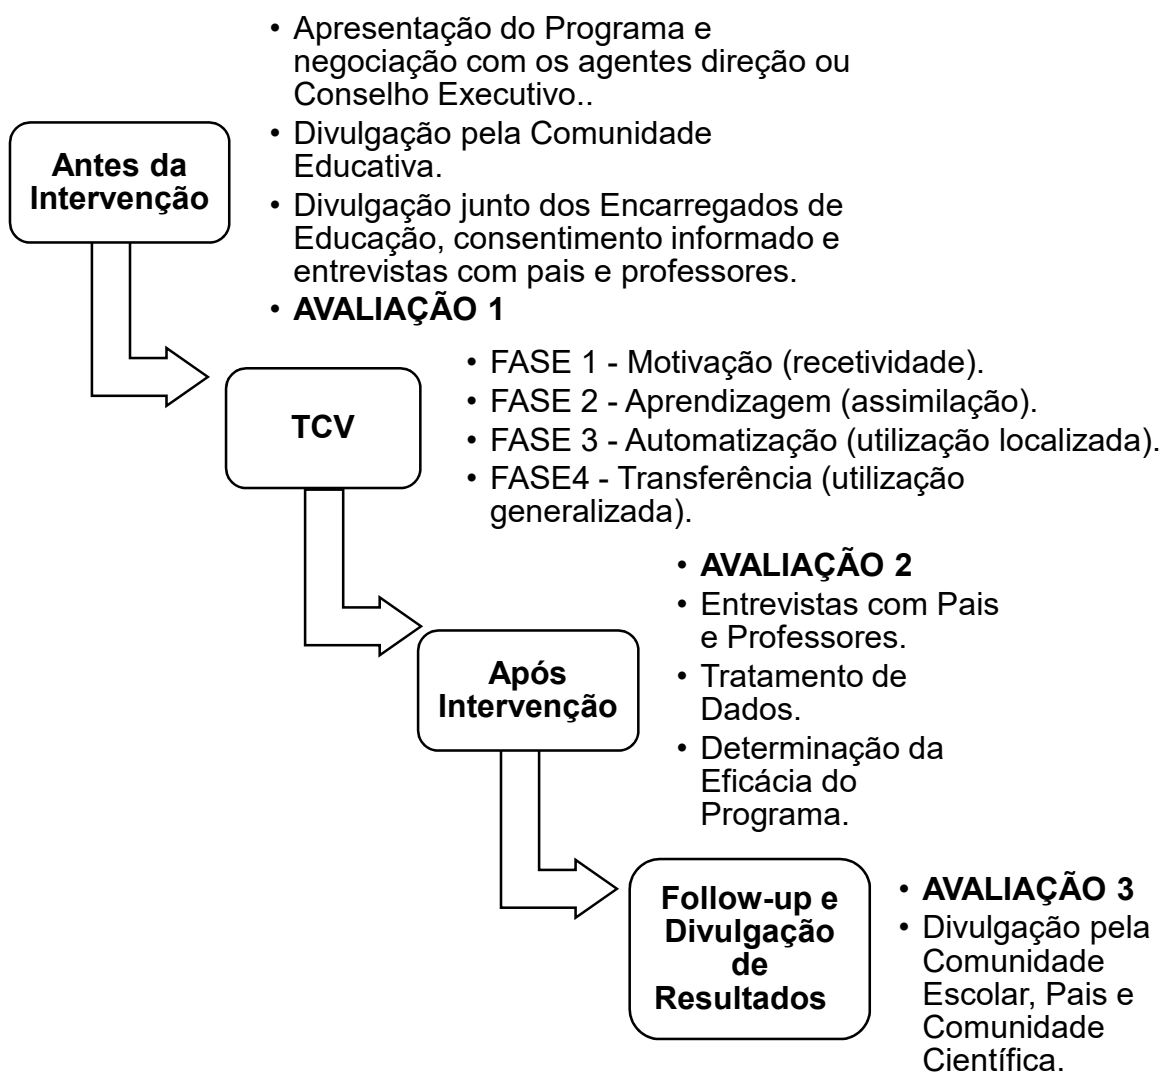 Antes da
Intervenção
• Apresentação do Programa e
negociação com os agentes direção ou
Conselho Executivo..
• Divulgação pela Comunidade
Educativa.
• Divulgação junto dos Encarregados de
Educação, consentimento informado e
entrevistas com pais e professores.
• AVALIAÇÃO 1
TCV
• FASE 1 - Motivação (recetividade).
• FASE 2 - Aprendizagem (assimilação).
• FASE 3 - Automatização (utilização localizada).
• FASE4 - Transferência (utilização
generalizada).
Após
Intervenção
• AVALIAÇÃO 2
• Entrevistas com Pais
e Professores.
• Tratamento de
Dados.
• Determinação da
Eficácia do
Programa.
Follow-up e
Divulgação
de
Resultados
• AVALIAÇÃO 3
• Divulgação pela
Comunidade
Escolar, Pais e
Comunidade
Científica.